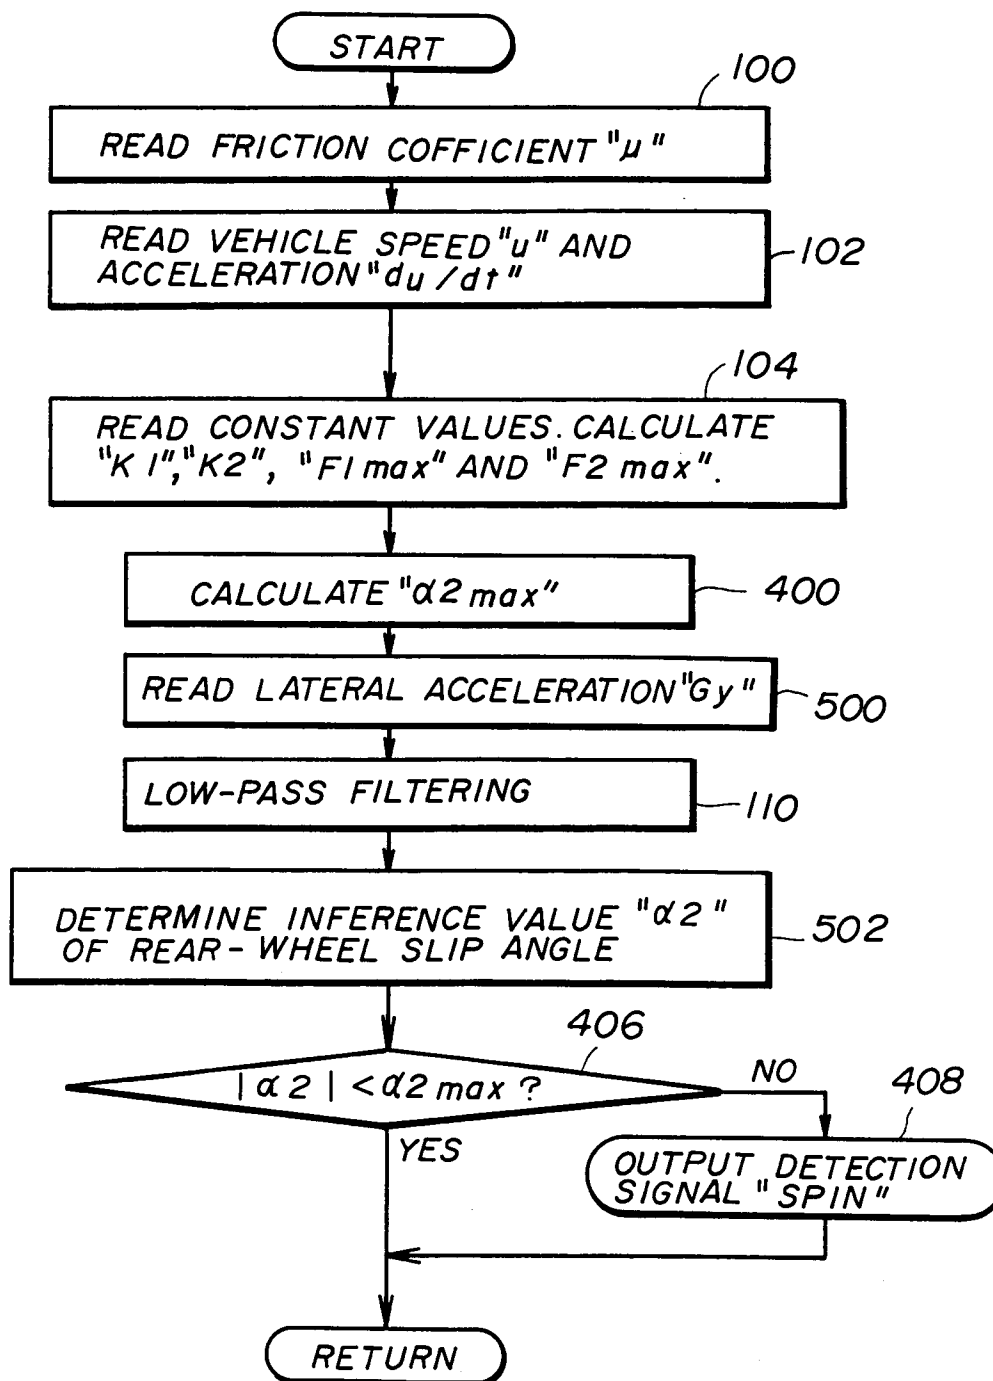 START
100
READ FRICTION COFFICIENT "μ"
READ VEHICLE SPEED "u" AND
ACCELERATION "du/dt"
102
104
READ CONSTANT VALUES. CALCULATE
"K1", "K2", "F1max" AND "F2max".
CALCULATE "α2max"
400
READ LATERAL ACCELERATION "Gy"
500
LOW-PASS FILTERING
110
DETERMINE INFERENCE VALUE "α2"
OF REAR-WHEEL SLIP ANGLE
502
406
|α2| < α2max ?
NO
408
YES
OUTPUT DETECTION
SIGNAL "SPIN"
RETURN